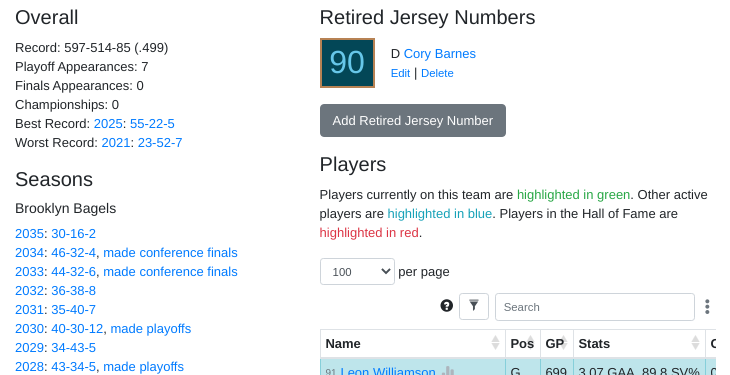 Overall
Record: 597-514-85 (.499)
Playoff Appearances: 7
Finals Appearances: 0
Championships: 0
Best Record: 2025: 55-22-5
Worst Record: 2021: 23-52-7
Seasons
Brooklyn Bagels
2035: 30-16-2
2034: 46-32-4, made conference finals
2033: 44-32-6, made conference finals
2032: 36-38-8
2031: 35-40-7
2030: 40-30-12, made playoffs
2029: 34-43-5
2028: 43-34-5, made playoffs
Retired Jersey Numbers
90
D Cory Barnes
Edit | Delete
Add Retired Jersey Number
Players
Players currently on this team are highlighted in green. Other active
players are highlighted in blue. Players in the Hall of Fame are
highlighted in red.
100 per page
? Search
Name Pos GP Stats
91 Leon Williamson G 699 3.07 GAA, 89.8 SV%